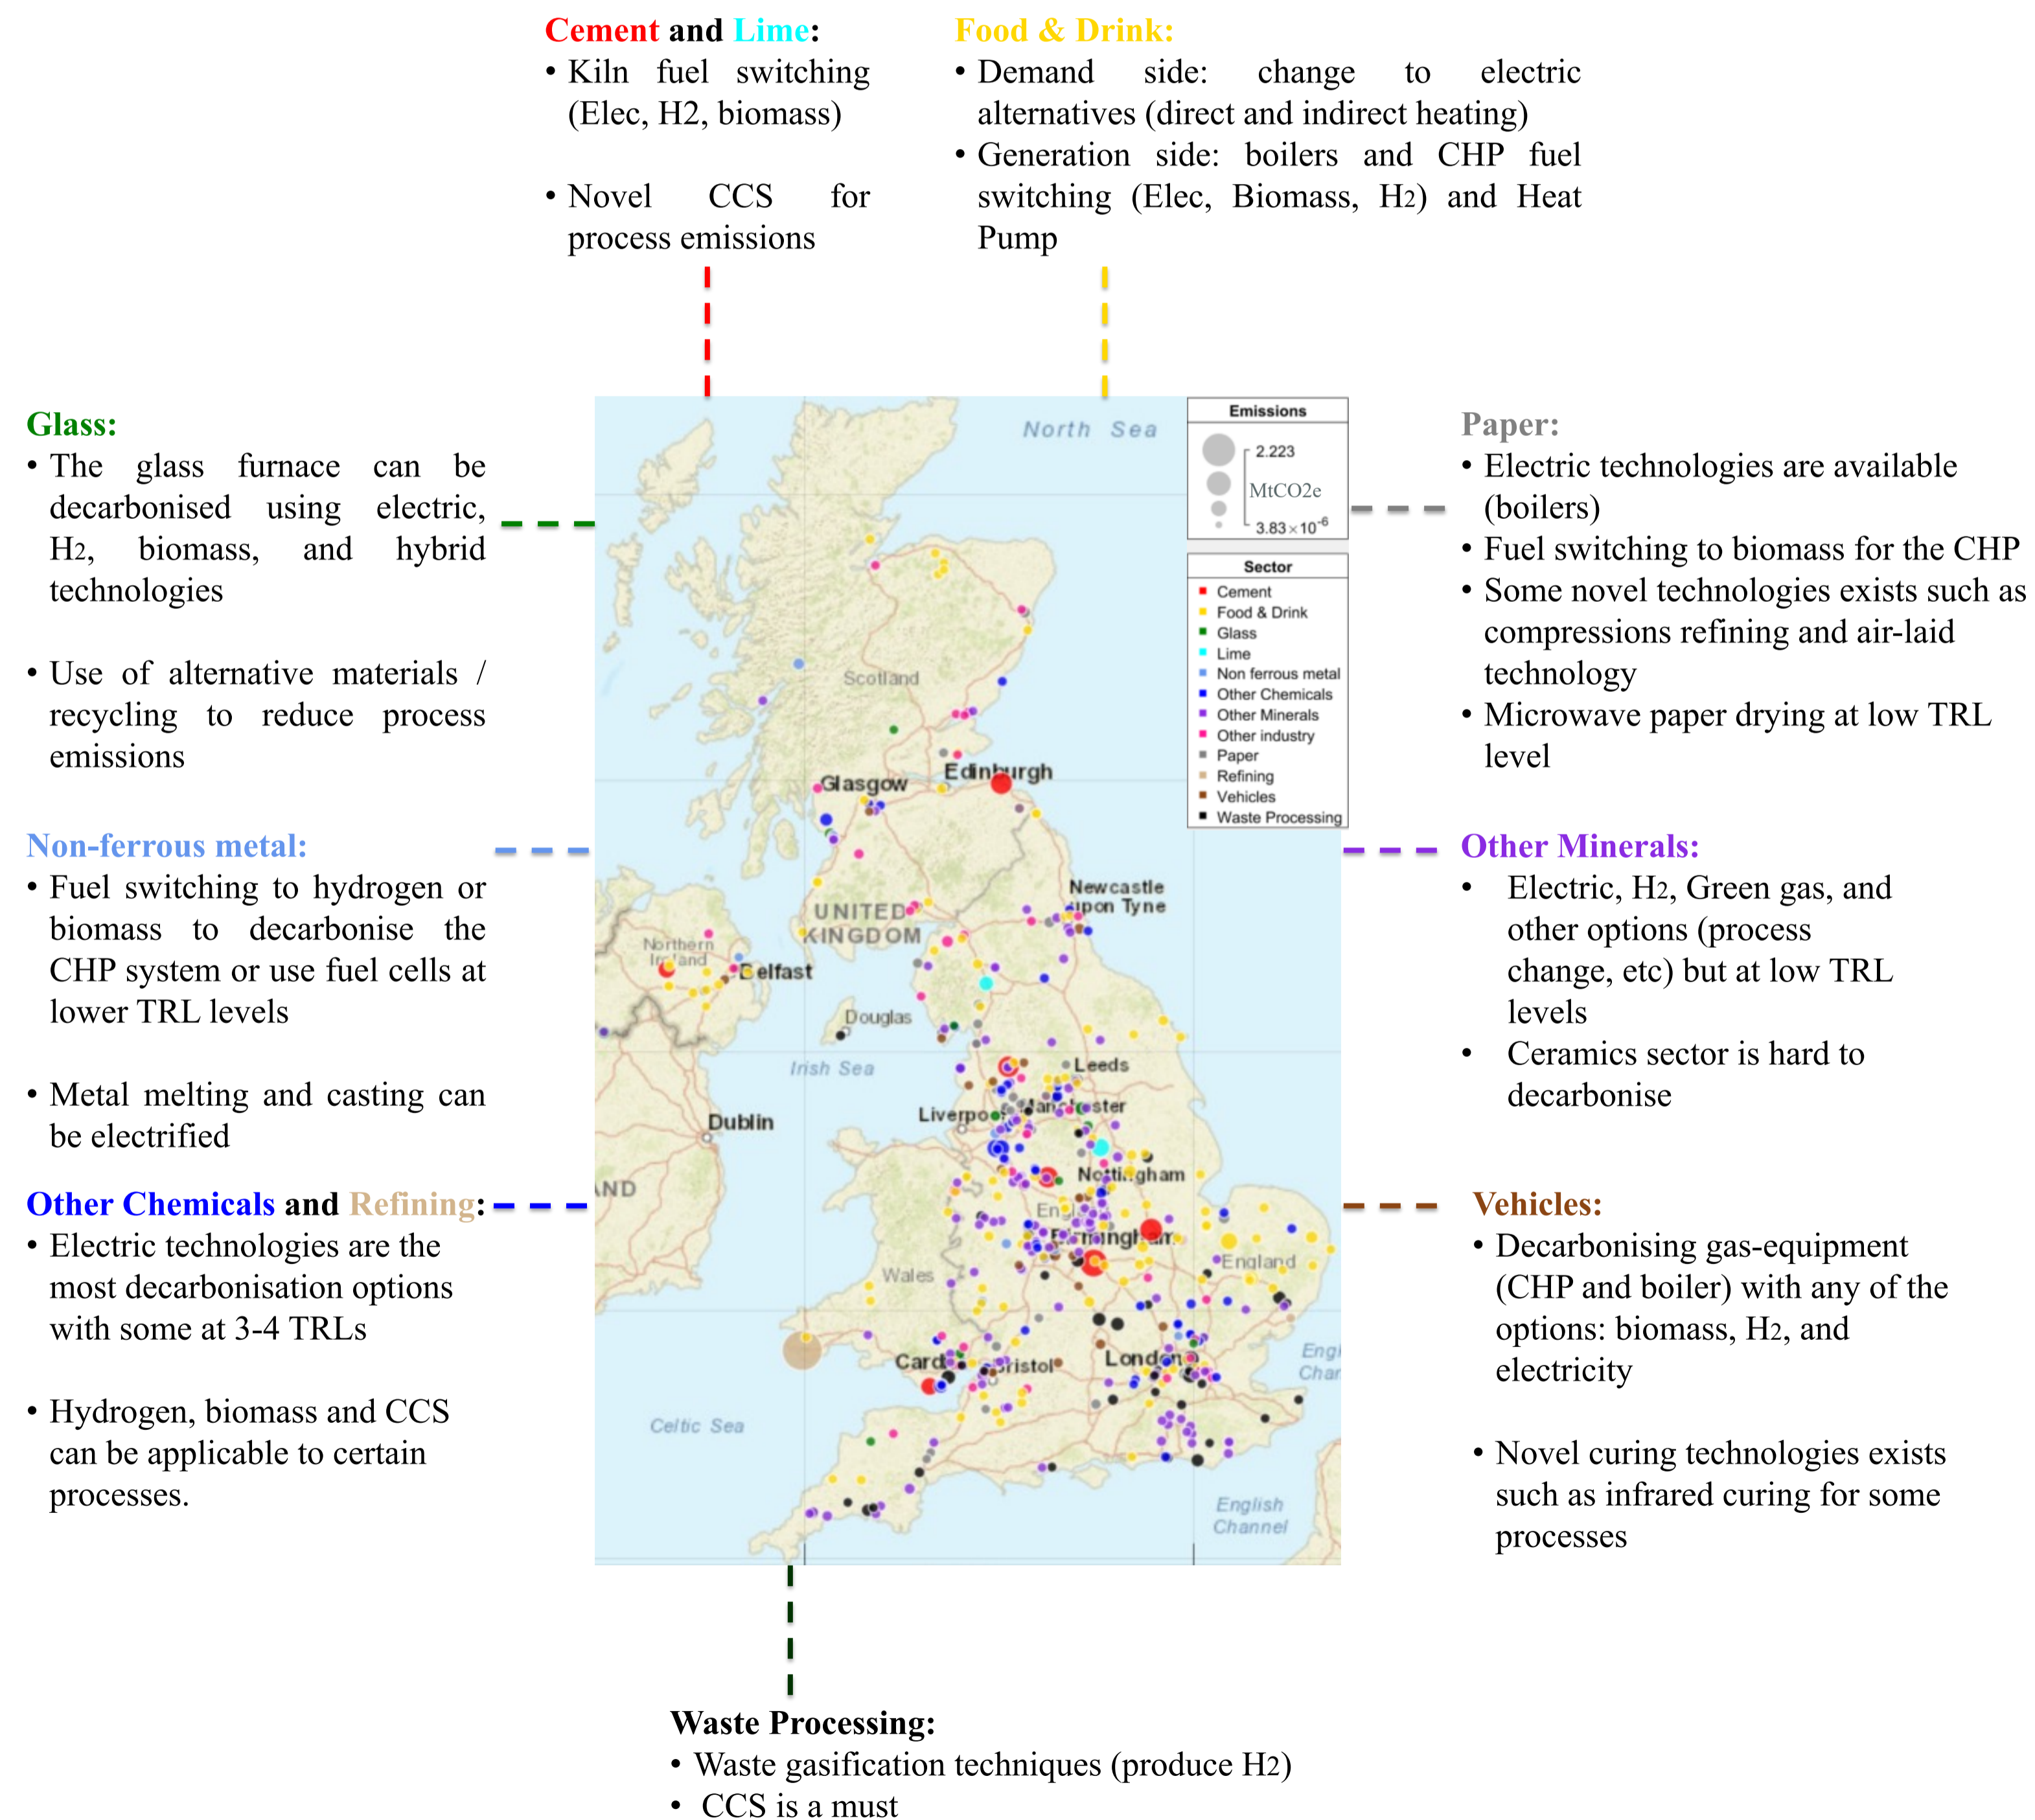 Cement and Lime:
• Kiln fuel switching
(Elec, H2, biomass)
• Novel CCS for
process emissions
Food & Drink:
• Demand side: change to electric
alternatives (direct and indirect heating)
• Generation side: boilers and CHP fuel
switching (Elec, Biomass, H2) and Heat
Pump
Glass:
• The glass furnace can be
decarbonised using electric,
H2, biomass, and hybrid
technologies
• Use of alternative materials /
recycling to reduce process
emissions
Non-ferrous metal:
• Fuel switching to hydrogen or
biomass to decarbonise the
CHP system or use fuel cells at
lower TRL levels
• Metal melting and casting can
be electrified
Other Chemicals and Refining:
• Electric technologies are the
most decarbonisation options
with some at 3-4 TRLs
• Hydrogen, biomass and CCS
can be applicable to certain
processes.
North Sea
Scotland
Glasgow
Edinburgh
Newcastle
upon Tyne
UNITED
KINGDOM
Northern
Ireland
Belfast
Douglas
Irish Sea
Leeds
Liverpool
Manchester
Dublin
Nottingham
AND
Birmingham
England
Wales
Cardiff
Bristol
London
Celtic Sea
English
Channel
Emissions
2.223
MtCO2e
3.83×10-6
Sector
Cement
Food & Drink
Glass
Lime
Non ferrous metal
Other Chemicals
Other Minerals
Other industry
Paper
Refining
Vehicles
Waste Processing
Paper:
• Electric technologies are available
(boilers)
• Fuel switching to biomass for the CHP
• Some novel technologies exists such as
compressions refining and air-laid
technology
• Microwave paper drying at low TRL
level
Other Minerals:
• Electric, H2, Green gas, and
other options (process
change, etc) but at low TRL
levels
• Ceramics sector is hard to
decarbonise
Vehicles:
• Decarbonising gas-equipment
(CHP and boiler) with any of the
options: biomass, H2, and
electricity
• Novel curing technologies exists
such as infrared curing for some
processes
Waste Processing:
• Waste gasification techniques (produce H2)
• CCS is a must